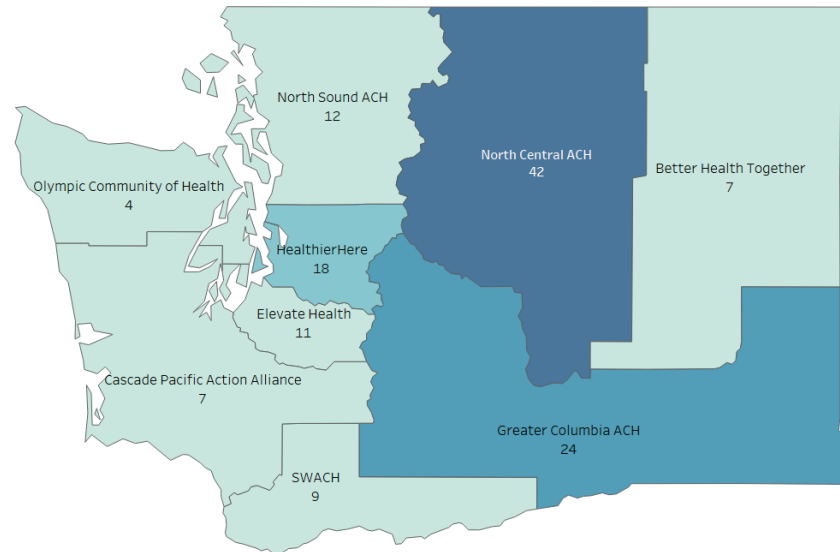 North Sound ACH
12
North Central ACH
42
Better Health Together
7
Olympic Community of Health
4
HealthierHere
18
Elevate Health
11
Cascade Pacific Action Alliance
7
Greater Columbia ACH
24
SWACH
9